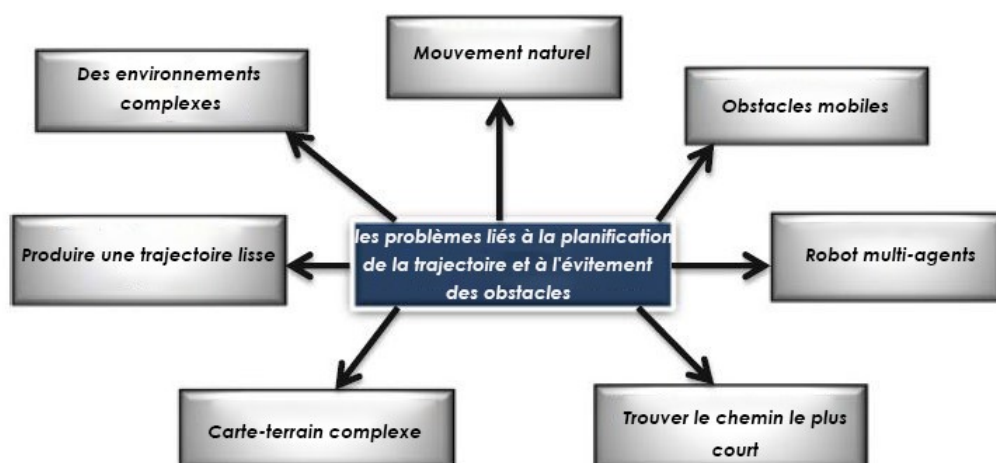 Mouvement naturel
Des environnements
complexes
Obstacles mobiles
les problèmes liés à la planification
de la trajectoire et à l'évitement
des obstacles
Produire une trajectoire lisse
Robot multi-agents
Carte-terrain complexe
Trouver le chemin le plus
court